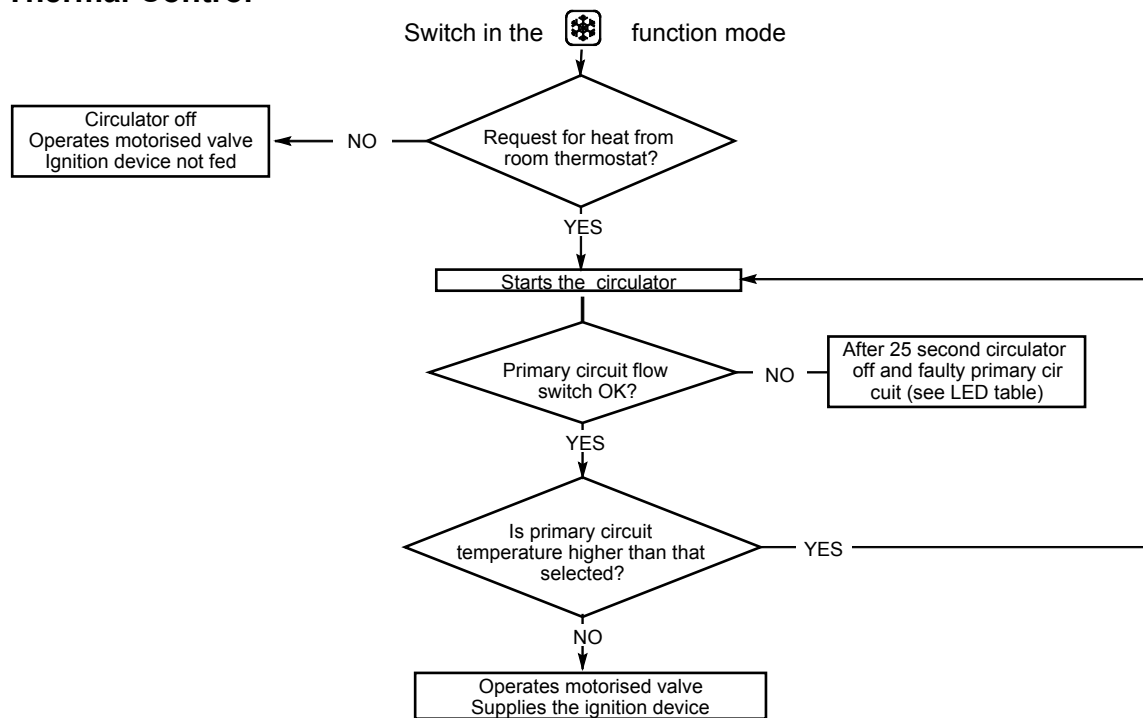 Thermal Control
Switch in the function mode
Request for heat from
room thermostat?
NO
Circulator off
Operates motorised valve
Ignition device not fed
YES
Starts the circulator
Primary circuit flow
switch OK?
NO
After 25 second circulator
off and faulty primary cir
cuit (see LED table)
YES
Is primary circuit
temperature higher than that
selected?
YES
NO
Operates motorised valve
Supplies the ignition device